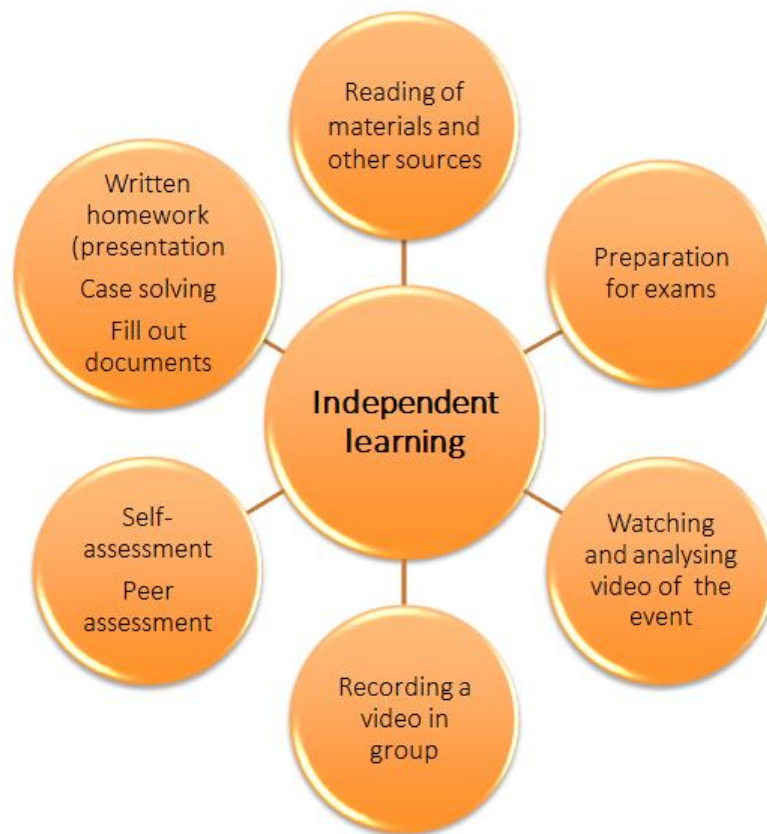 Reading of
materials and
other sources
Preparation
for exams
Watching
and analysing
video of the
event
Recording a
video in
group
Self-
assessment
Peer
assessment
Written
homework
(presentation
Case solving
Fill out
documents
Independent
learning